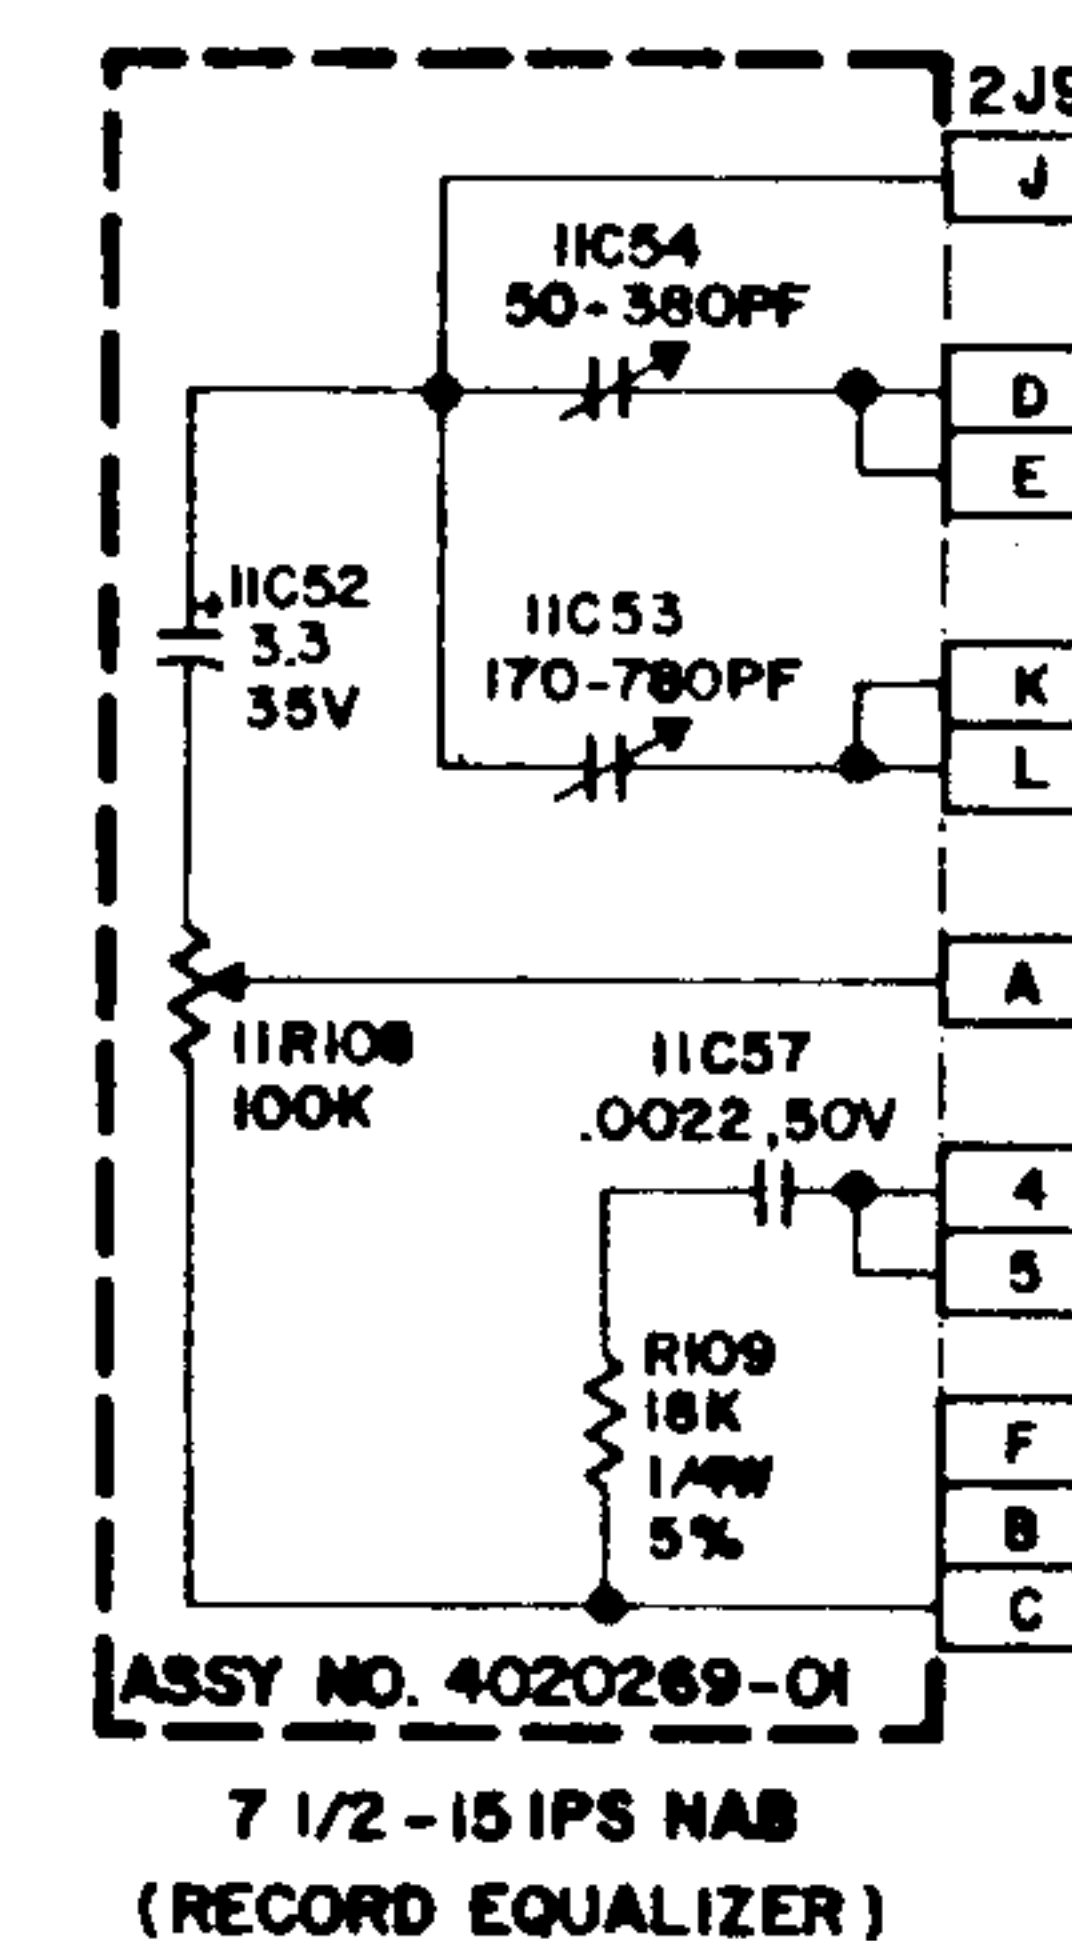 2J9
J
11C54
50-380PF
D
E
11C52
3.3
35V
11C53
170-780PF
K
L
A
11R108
100K
11C57
.0022,50V
4
5
R109
18K
1/4W
5%
F
B
C
ASSY NO. 4020269-01
7 1/2-15 IPS NAB
(RECORD EQUALIZER)